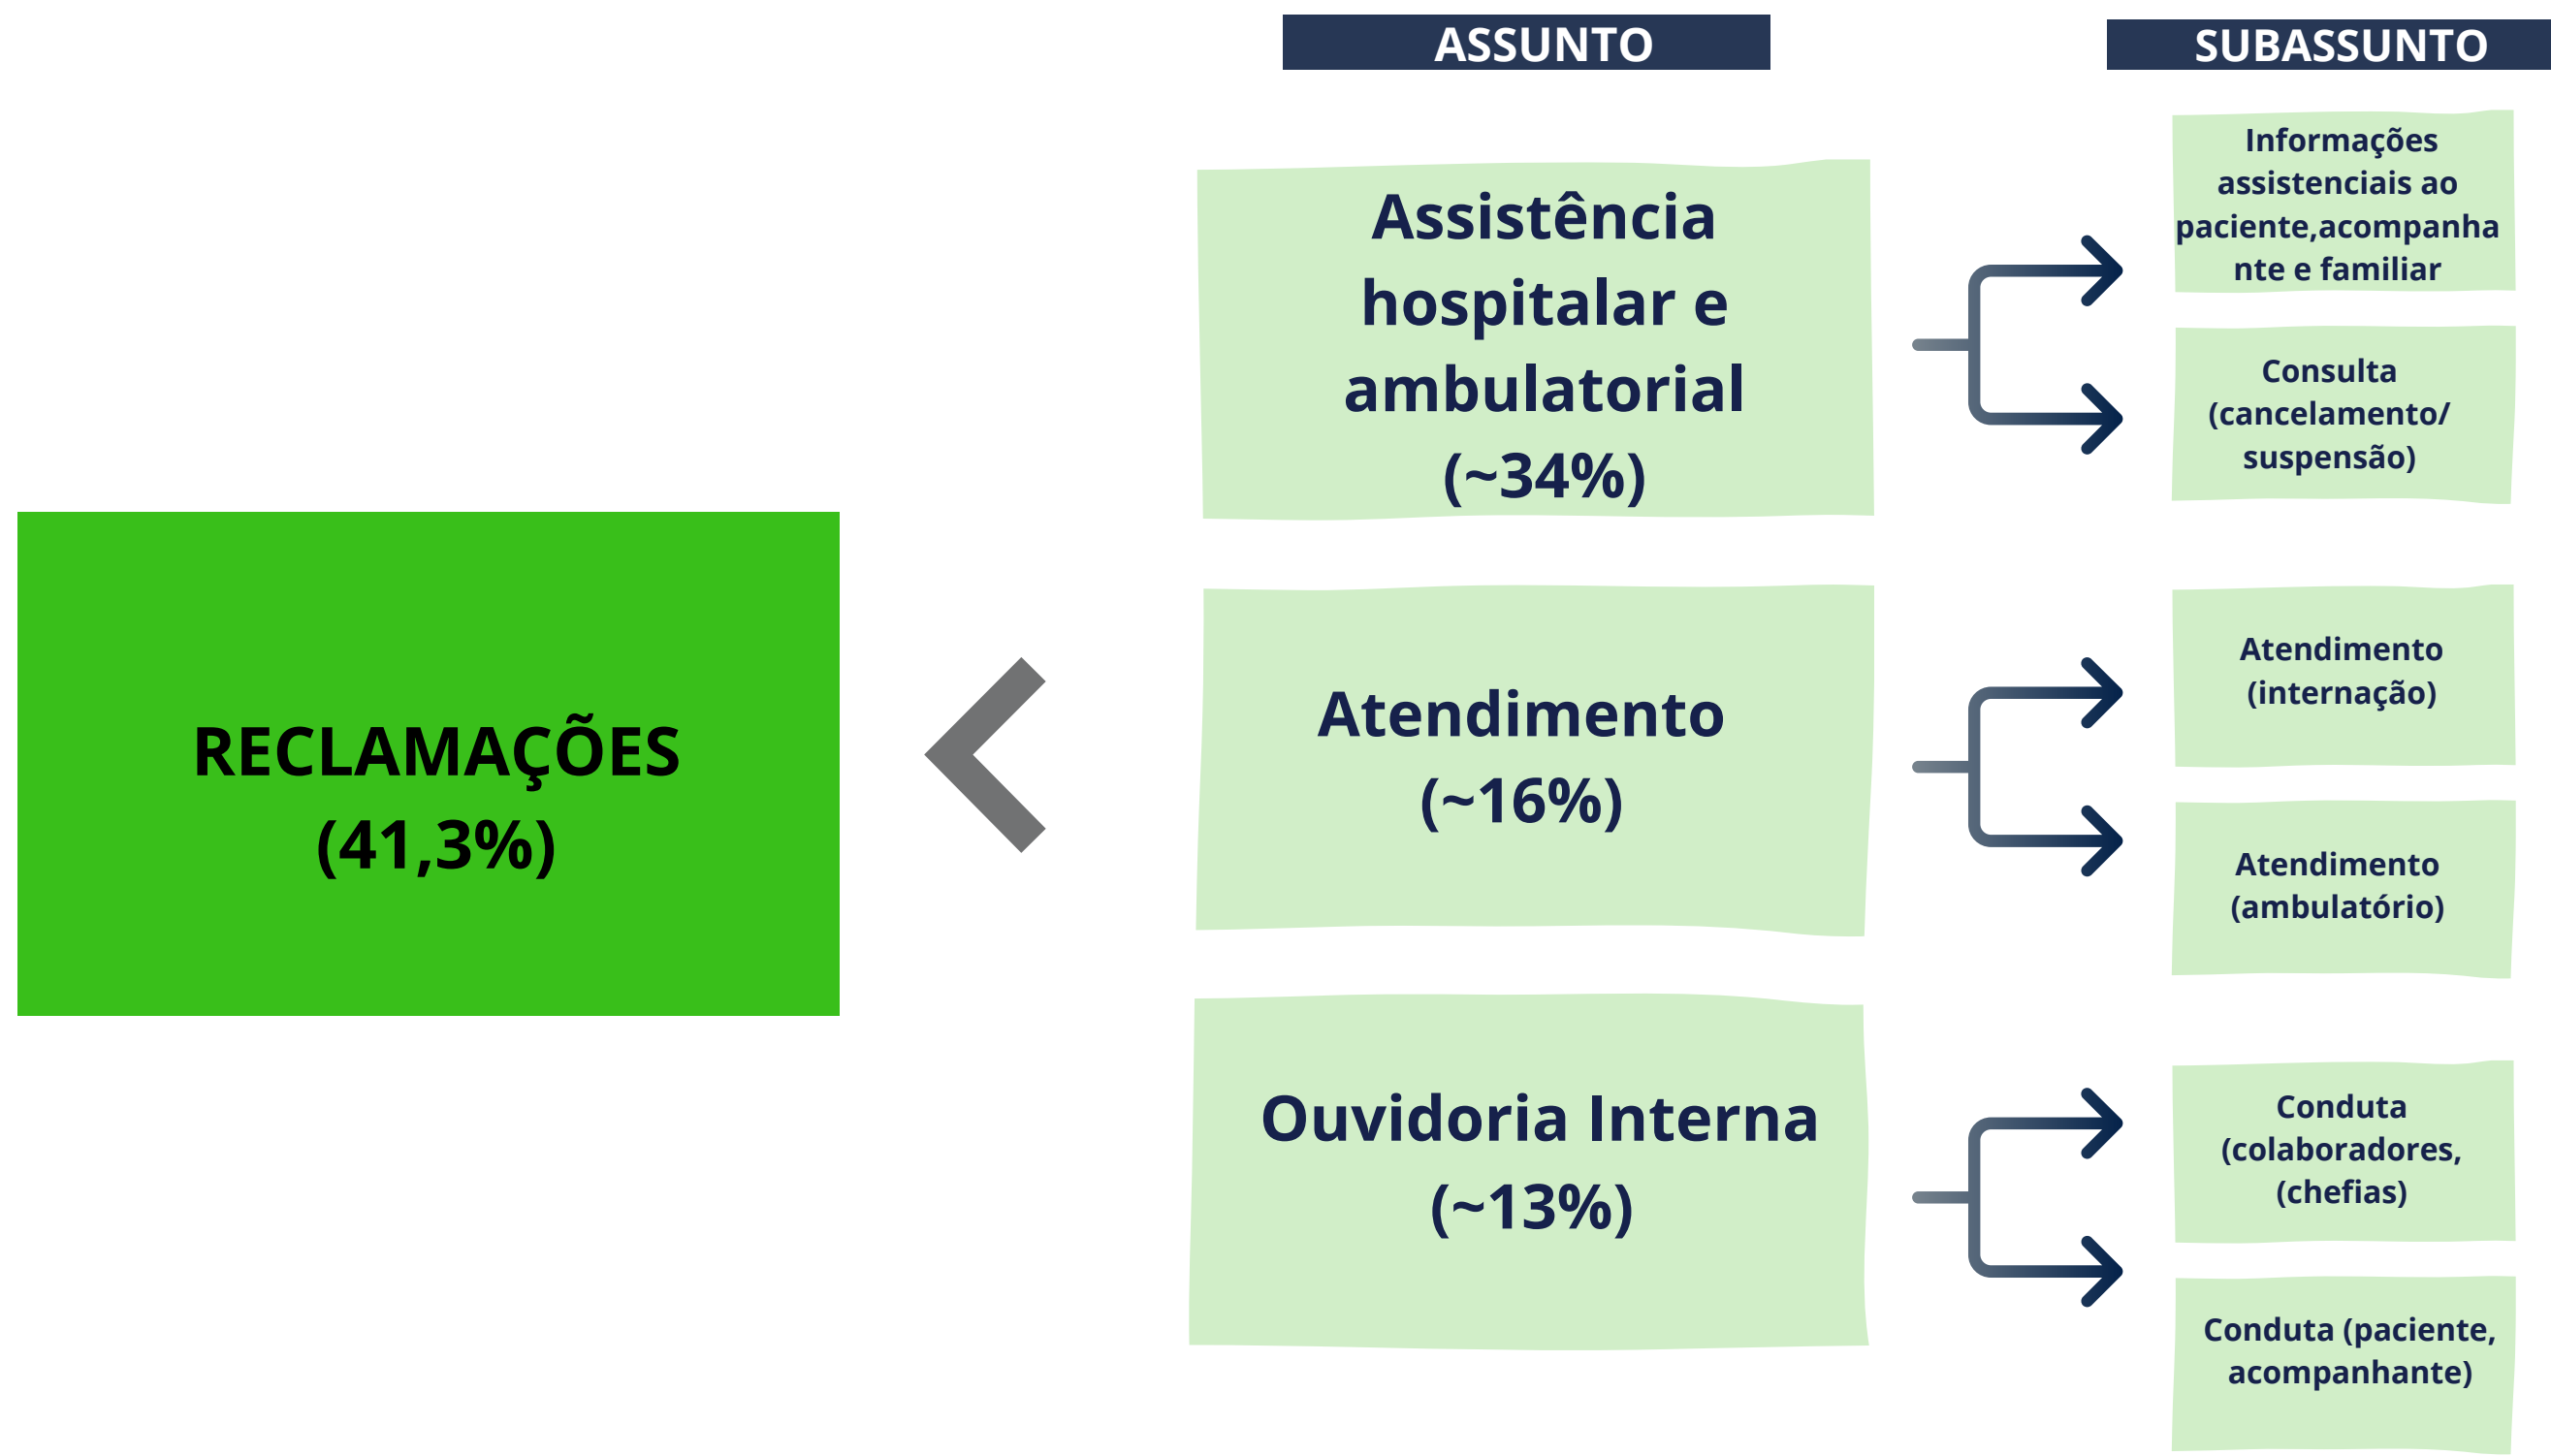 ASSUNTO
SUBASSUNTO
RECLAMAÇÕES
(41,3%)
Assistência
hospitalar e
ambulatorial
(~34%)
Informações
assistenciais ao
paciente,acompanha
nte e familiar
Consulta
(cancelamento/
suspensão)
Atendimento
(~16%)
Atendimento
(internação)
Atendimento
(ambulatório)
Ouvidoria Interna
(~13%)
Conduta
(colaboradores,
(chefias)
Conduta (paciente,
acompanhante)